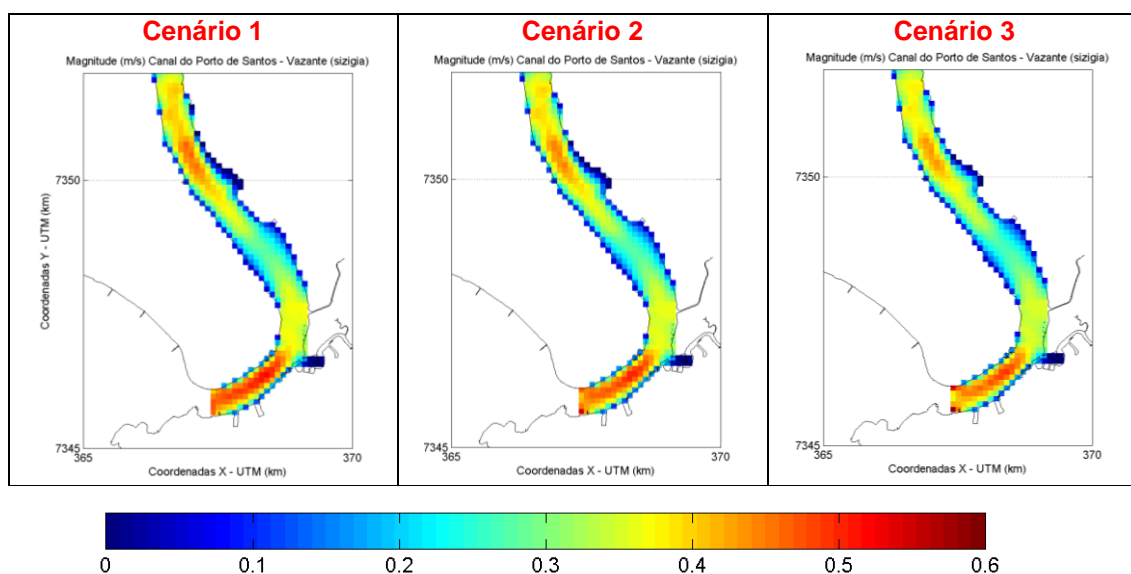 Cenário 1
Magnitude (m/s) Canal do Porto de Santos - Vazante (sizigia)
Coordenadas Y - UTM (km)
7350
7345
365
370
Coordenadas X - UTM (km)
Cenário 2
Magnitude (m/s) Canal do Porto de Santos - Vazante (sizigia)
7350
7345
365
370
Coordenadas X - UTM (km)
Cenário 3
Magnitude (m/s) Canal do Porto de Santos - Vazante (sizigia)
7350
7345
365
370
Coordenadas X - UTM (km)
0 0.1 0.2 0.3 0.4 0.5 0.6